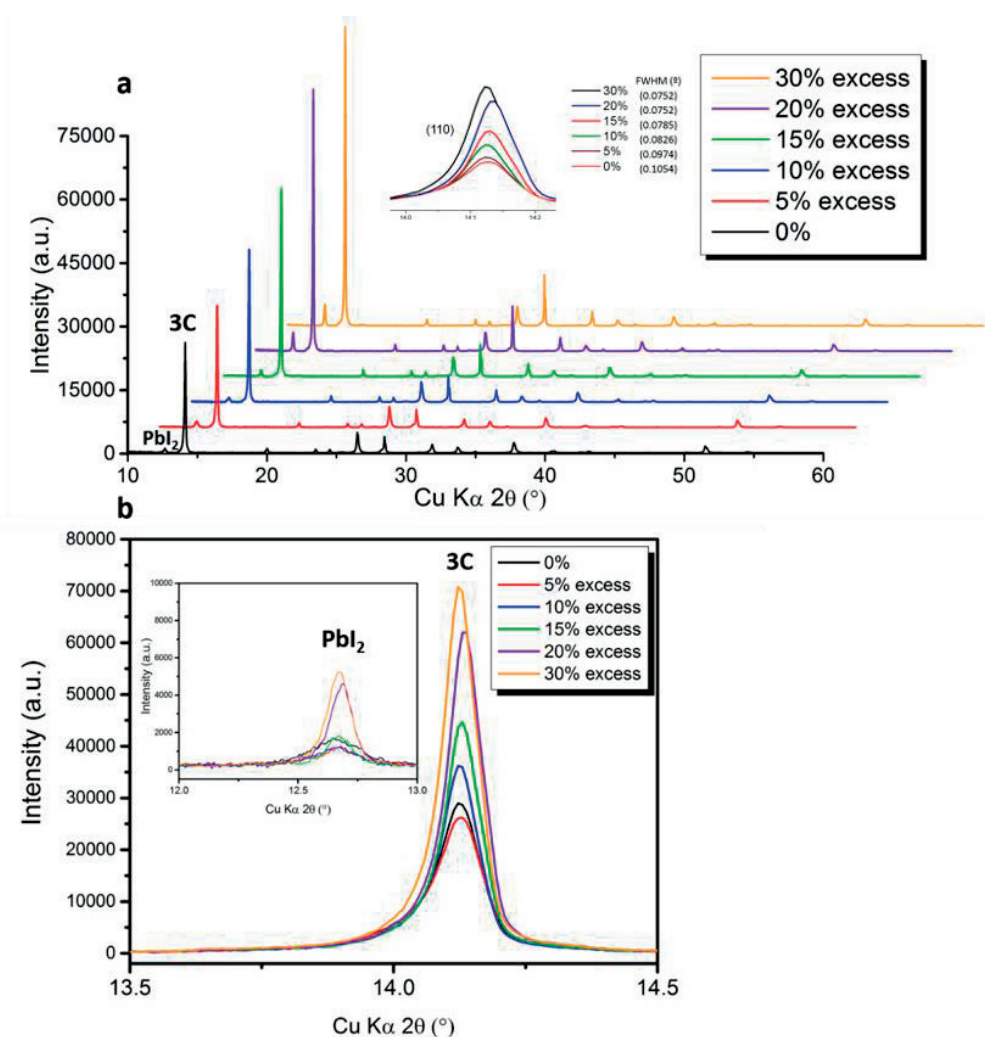 a
75000
60000
45000
30000
15000
0
Intensity (a.u.)
3C
PbI₂
10 20 30 40 50 60
Cu Kα 2θ (°)
(110)
FWHM (º)
30% (0.0752)
20% (0.0752)
15% (0.0785)
10% (0.0826)
5% (0.0974)
0% (0.1054)
14.0 14.1 14.2
30% excess
20% excess
15% excess
10% excess
5% excess
0%
b
80000
70000
60000
50000
40000
30000
20000
10000
0
Intensity (a.u.)
3C
0%
5% excess
10% excess
15% excess
20% excess
30% excess
10000
8000
6000
4000
2000
0
Intensity (a.u.)
PbI₂
12.0 12.5 13.0
Cu Kα 2θ (°)
13.5 14.0 14.5
Cu Kα 2θ (°)